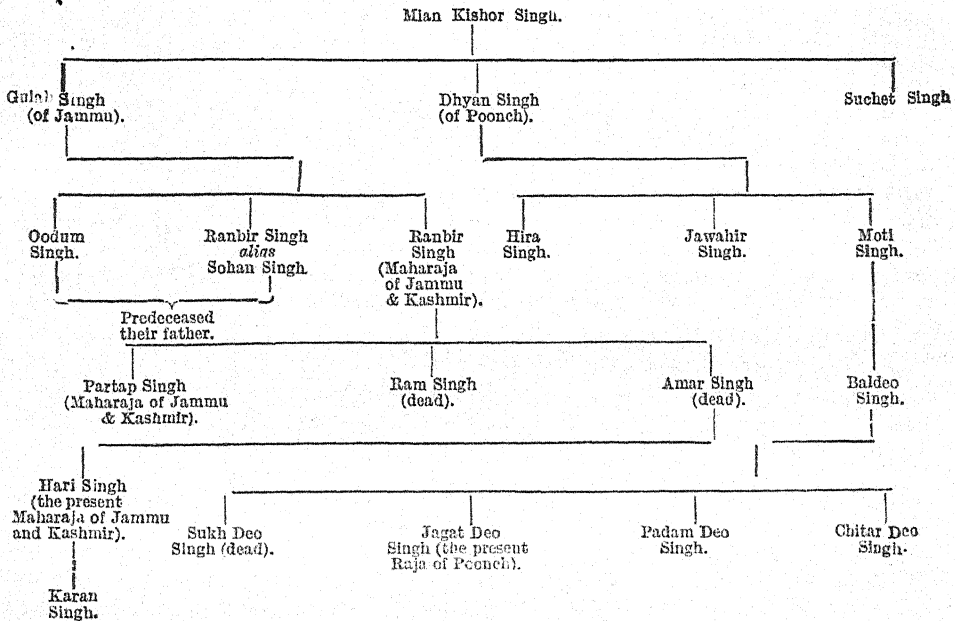 Mian Kishor Singh.
Gulab Singh
(of Jammu).
Dhyan Singh
(of Poonch).
Suchet Singh
Oodum
Singh.
Ranbir Singh
alias
Sohan Singh
Ranbir
Singh
(Maharaja
of Jammu
& Kashmir).
Hira
Singh.
Jawahir
Singh.
Moti
Singh.
Predeceased
their father.
Partap Singh
(Maharaja of Jammu
& Kashmir).
Ram Singh
(dead).
Amar Singh
(dead).
Baldeo
Singh.
Hari Singh
(the present
Maharaja of Jammu
and Kashmir).
Sukh Deo
Singh (dead).
Jagat Deo
Singh (the present
Raja of Poonch).
Padam Deo
Singh.
Chitar Deo
Singh.
Karan
Singh.